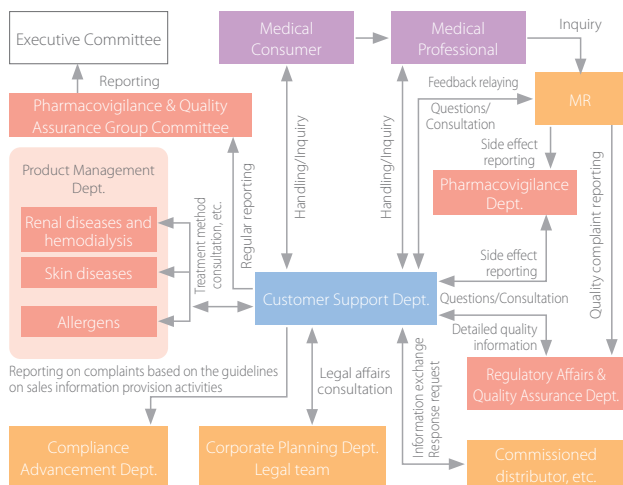 Executive Committee
Medical
Consumer
Medical
Professional
Inquiry
Reporting
Feedback relaying
MR
Pharmacovigilance & Quality
Assurance Group Committee
Questions/
Consultation
Handling/Inquiry
Handling/Inquiry
Side effect
reporting
Quality complaint reporting
Product Management
Dept.
Pharmacovigilance
Dept.
Renal diseases and
hemodialysis
Treatment method
consultation, etc.
Regular reporting
Skin diseases
Side effect
reporting
Customer Support Dept.
Questions/Consultation
Allergens
Detailed quality
information
Reporting on complaints based on the guidelines
on sales information provision activities
Legal affairs
consultation
Information exchange
Response request
Regulatory Affairs &
Quality Assurance Dept.
Compliance
Advancement Dept.
Corporate Planning Dept.
Legal team
Commissioned
distributor, etc.